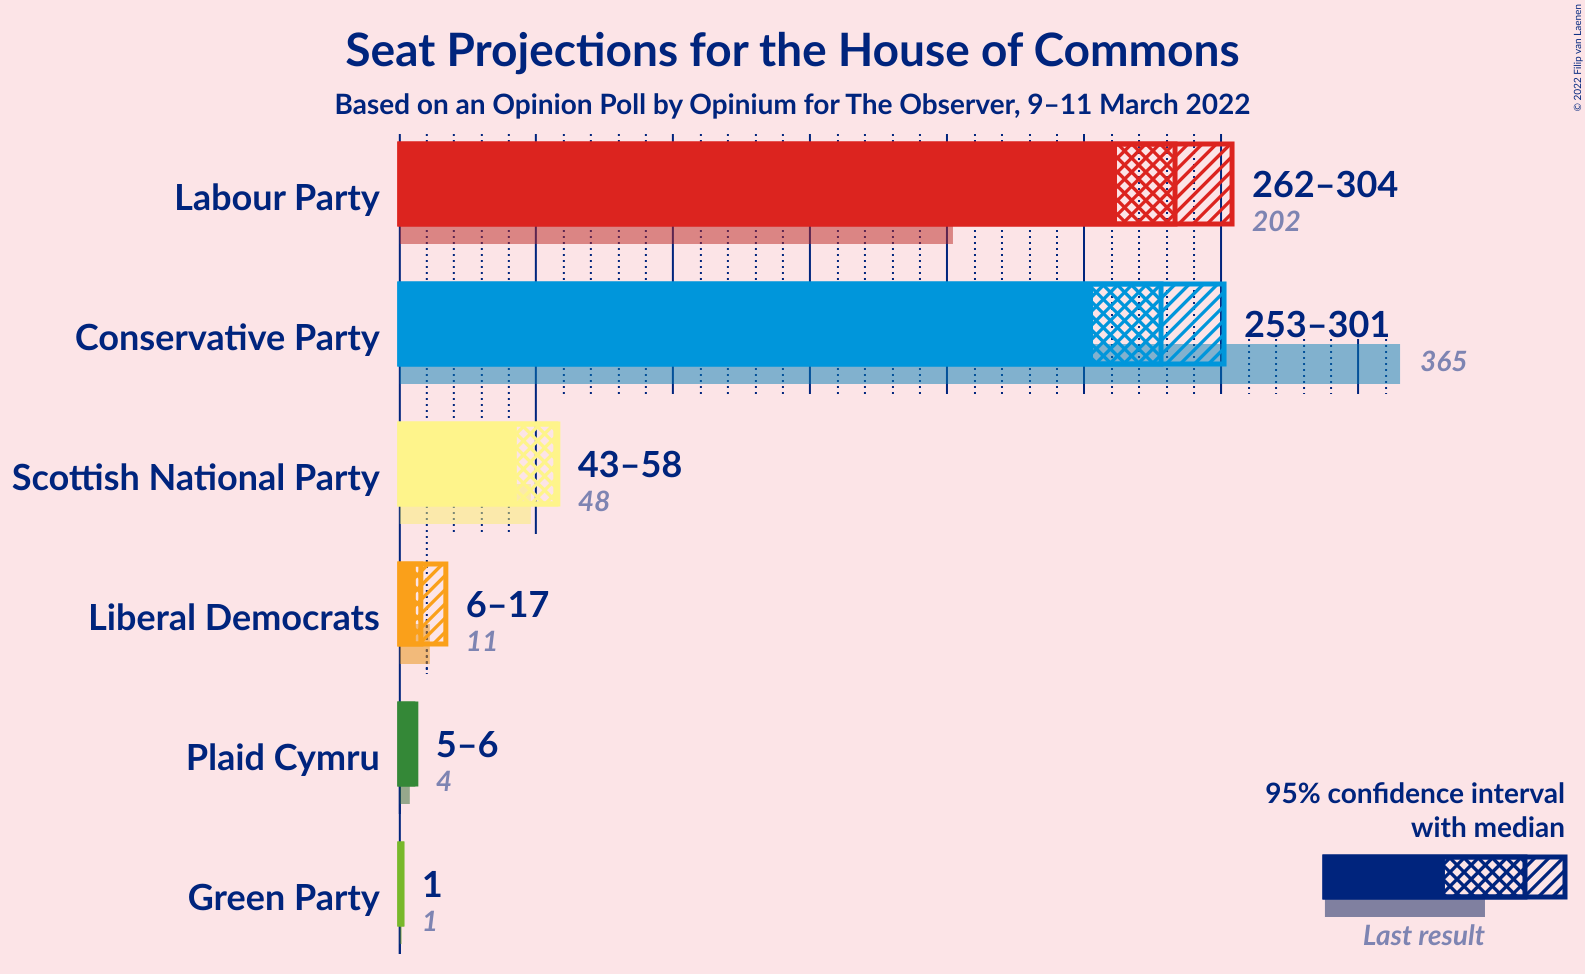 Seat Projections for the House of Commons
Based on an Opinion Poll by Opinium for The Observer, 9–11 March 2022
© 2022 Filip van Laenen
Labour Party
262–304
202
Conservative Party
253–301
365
Scottish National Party
43–58
48
Liberal Democrats
6–17
11
Plaid Cymru
5–6
4
Green Party
1
1
95% confidence interval
with median
Last result